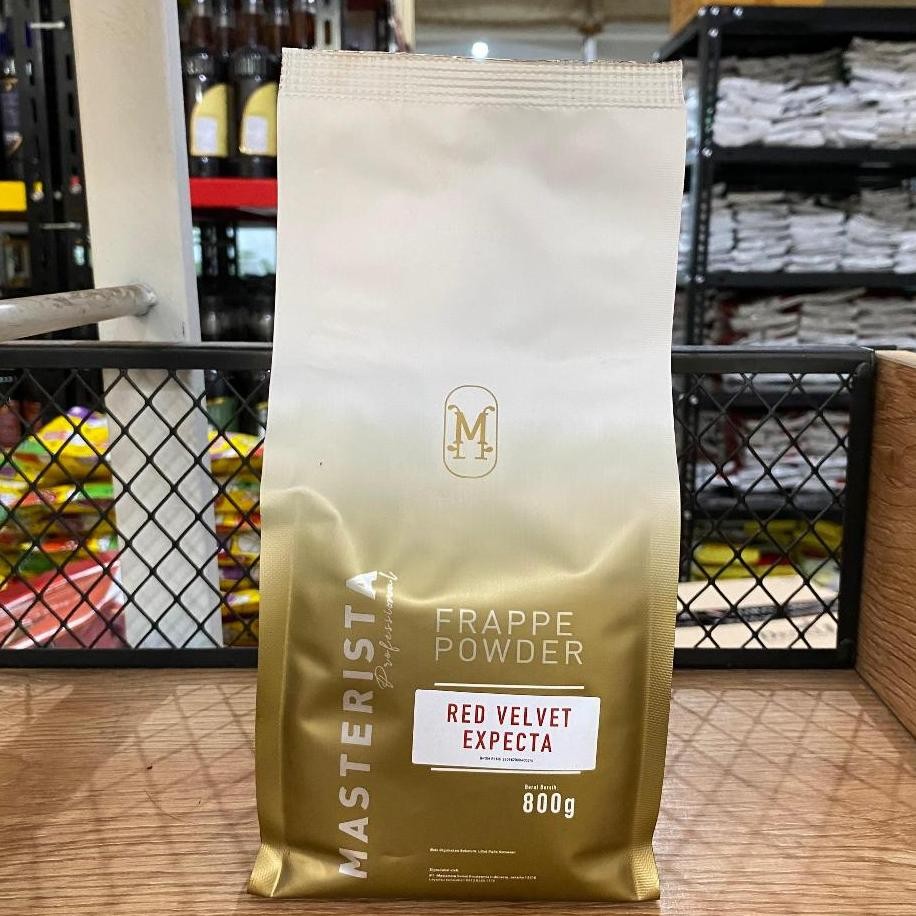 M
MASTERISTA
Professional
FRAPPE
POWDER
RED VELVET
EXPECTA
Berat Bersih
800g